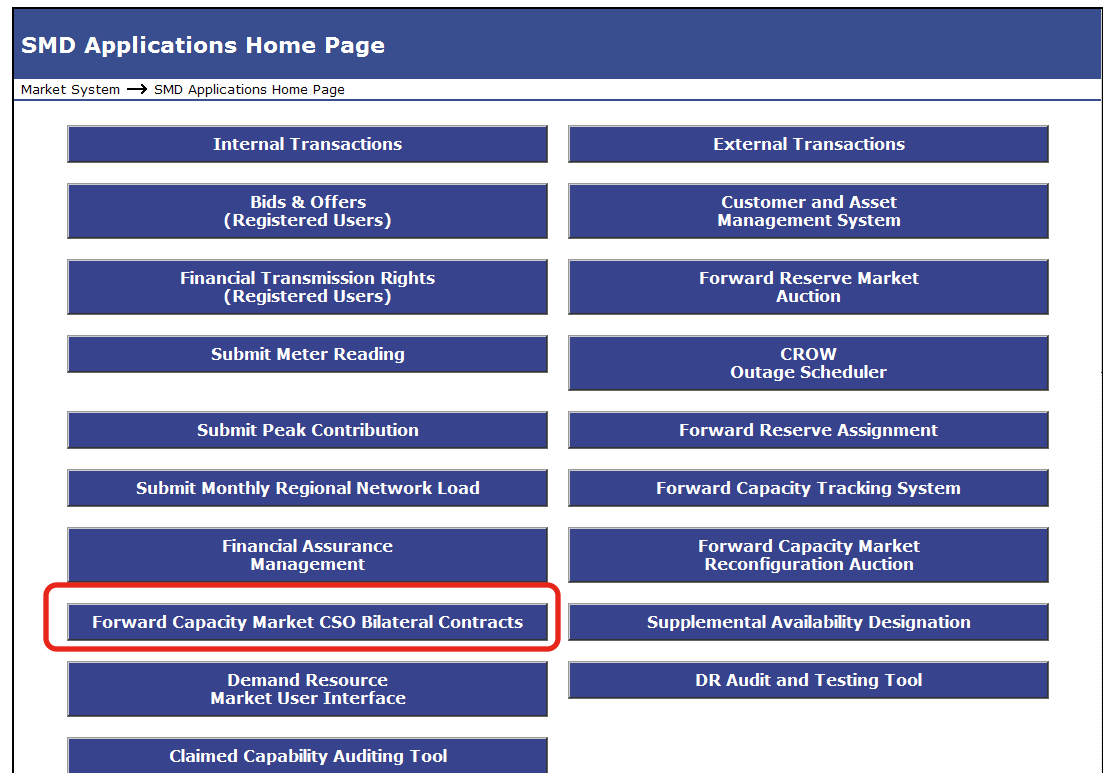 SMD Applications Home Page
Market System → SMD Applications Home Page
Internal Transactions
External Transactions
Bids & Offers
(Registered Users)
Customer and Asset
Management System
Financial Transmission Rights
(Registered Users)
Forward Reserve Market
Auction
Submit Meter Reading
CROW
Outage Scheduler
Submit Peak Contribution
Forward Reserve Assignment
Submit Monthly Regional Network Load
Forward Capacity Tracking System
Financial Assurance
Management
Forward Capacity Market
Reconfiguration Auction
Forward Capacity Market CSO Bilateral Contracts
Supplemental Availability Designation
Demand Resource
Market User Interface
DR Audit and Testing Tool
Claimed Capability Auditing Tool